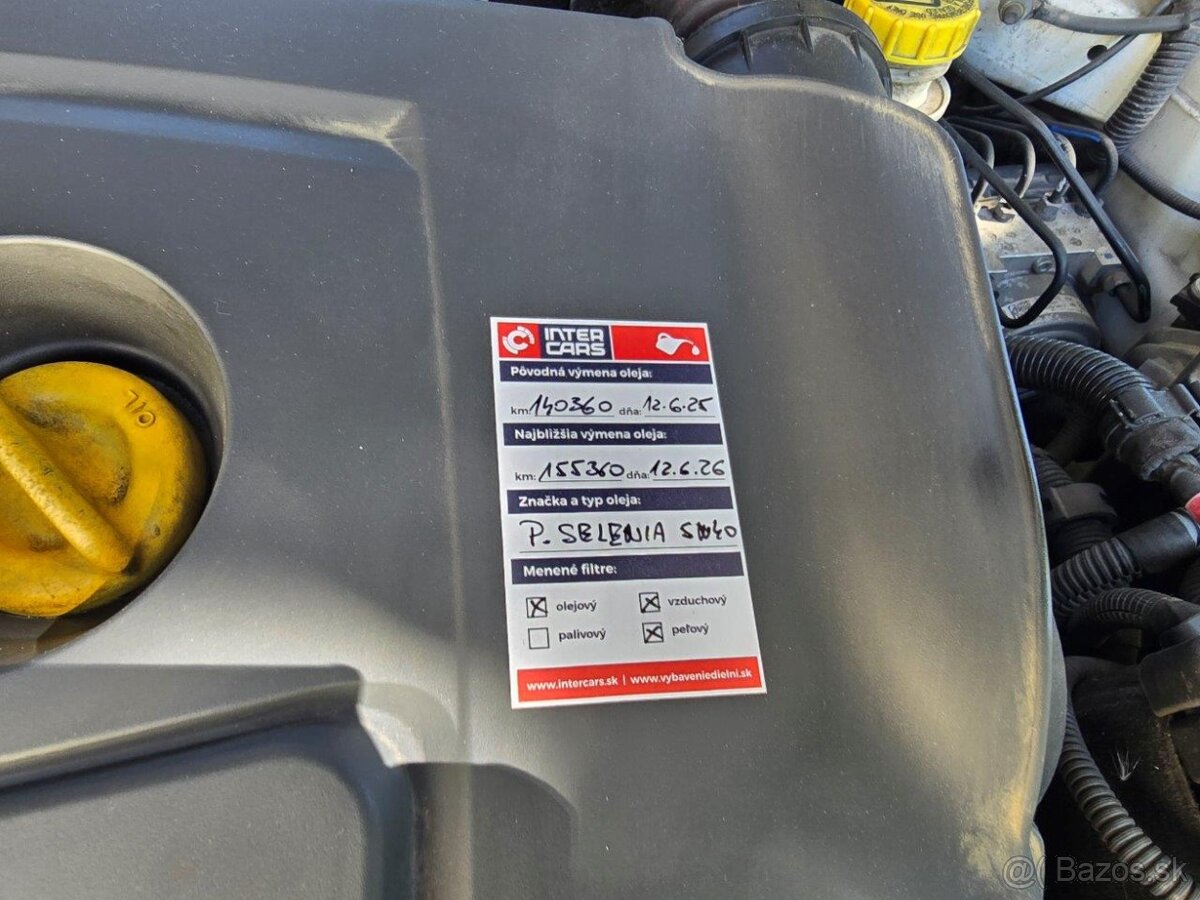 OIL
INTER
CARS
Pôvodná výmena oleja:
km: 140360 dňa: 12.6.25
Najbližšia výmena oleja:
km: 155360 dňa: 12.6.26
Značka a typ oleja:
P. SELENIA 5W40
Menené filtre:
olejový vzduchový
palivový peľový
www.intercars.sk | www.vybaveniedielni.sk
@( Bazos.sk